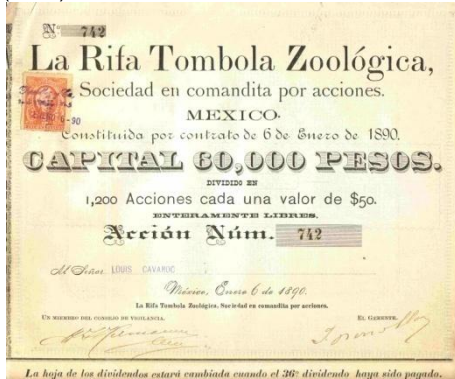 No. 742
La Rifa Tombola Zoológica,
Sociedad en comandita por acciones.
MEXICO.
Constituida por contrato de 6 de Enero de 1890.
CAPITAL 60,000 PESOS.
DIVIDIDO EN
1,200 Acciones cada una valor de $50.
ENTERAMENTE LIBRES.
Acción Núm. 742
Al Señor LOUIS CAVAROC
México, Enero 6 de 1890.
La Rifa Tombola Zoológica, Sociedad en comandita por acciones.
UN MIEMBRO DEL CONSEJO DE VIGILANCIA.
EL GERENTE.
La hoja de los dividendos estará cambiada cuando el 36º dividendo haya sido pagado.